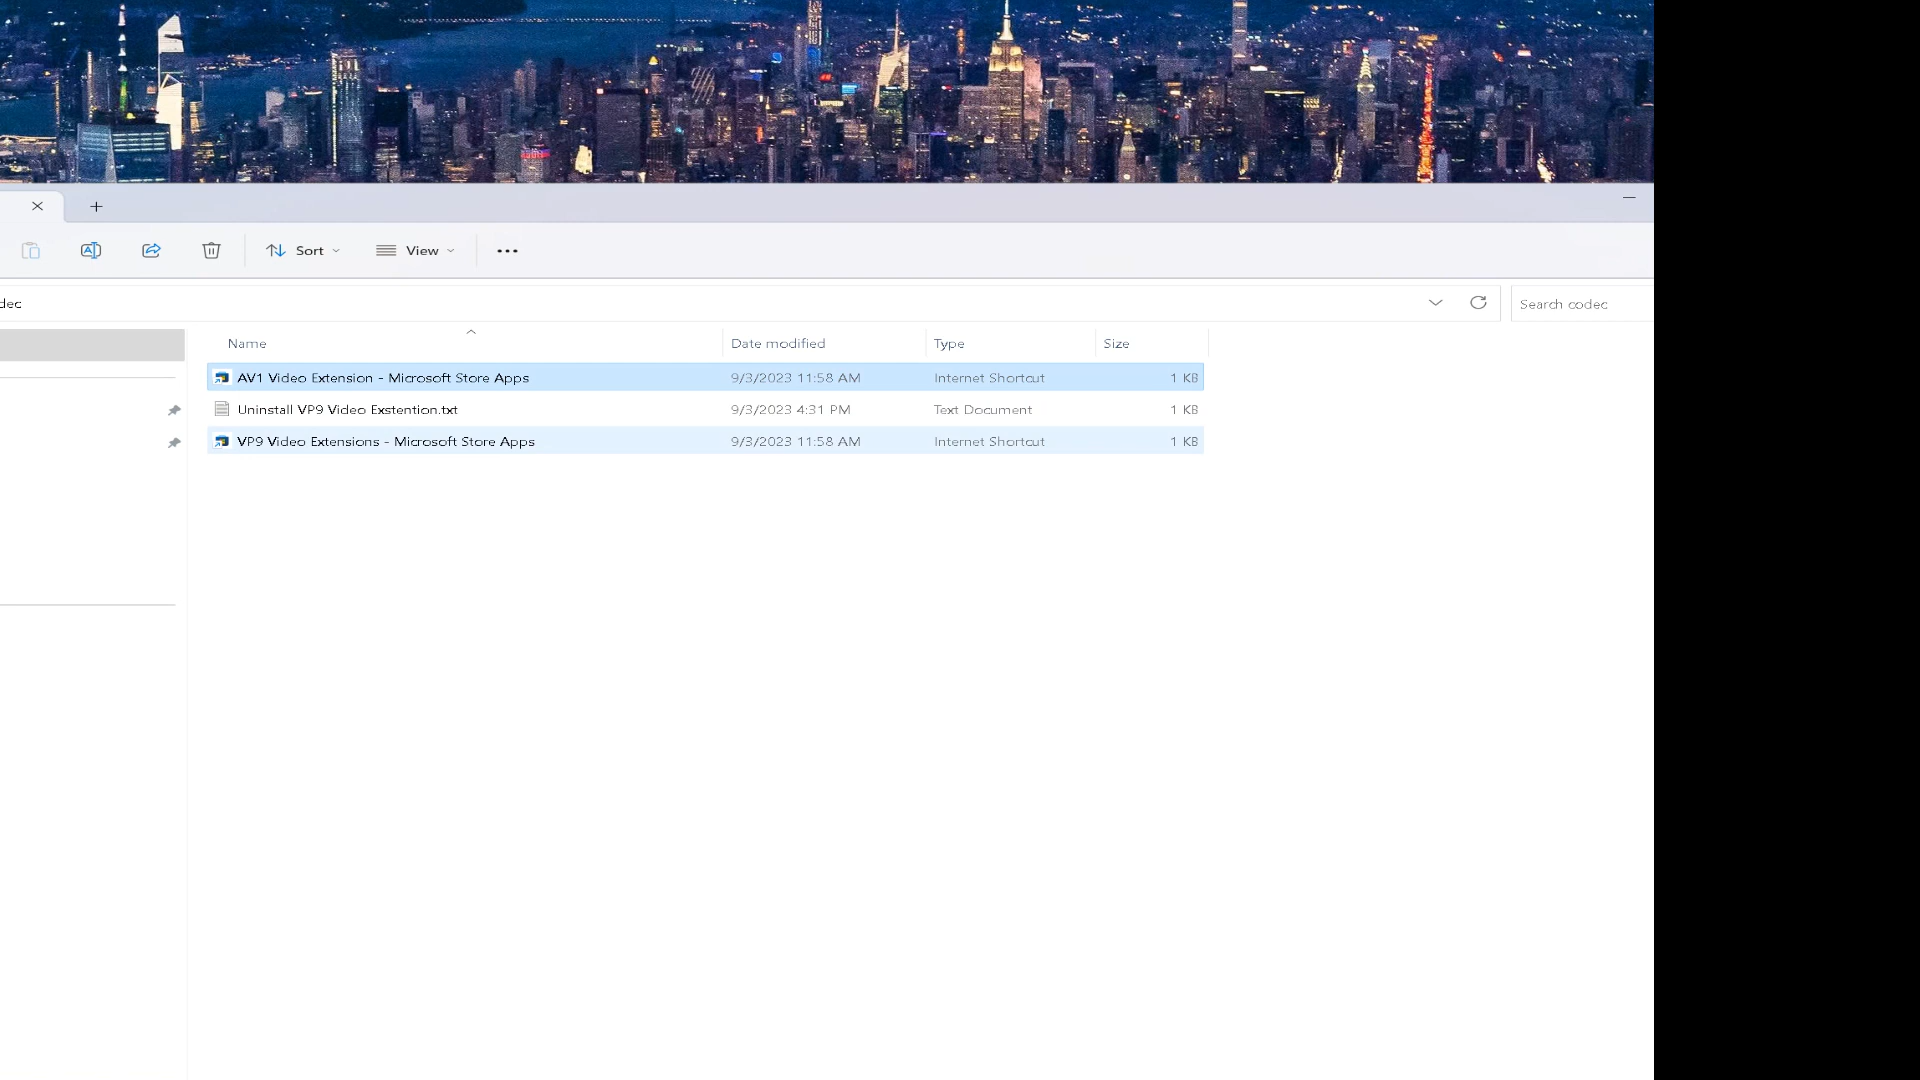 Sort
View
dec
Search codec
Name
Date modified
Type
Size
AV1 Video Extension - Microsoft Store Apps
9/3/2023 11:58 AM
Internet Shortcut
1 KB
Uninstall VP9 Video Exstention.txt
9/3/2023 4:31 PM
Text Document
1 KB
VP9 Video Extensions - Microsoft Store Apps
9/3/2023 11:58 AM
Internet Shortcut
1 KB